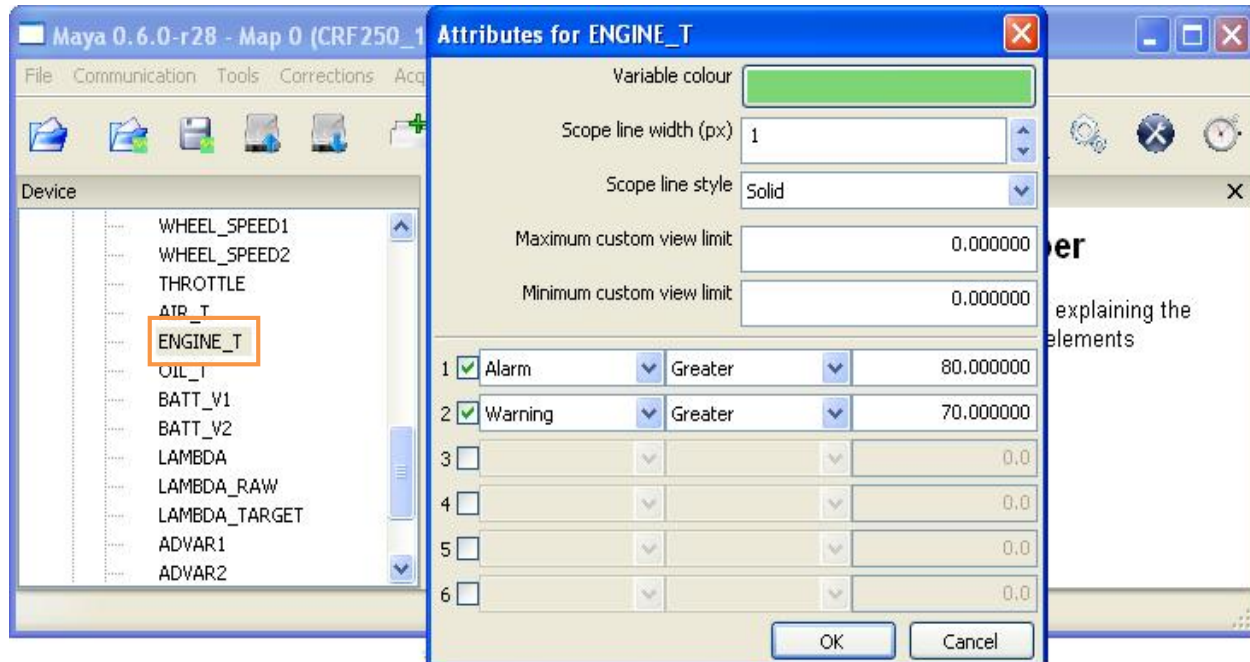 Maya 0.6.0-r28 - Map 0 (CRF250_1
File Communication Tools Corrections Acq
Device
WHEEL_SPEED1
WHEEL_SPEED2
THROTTLE
AIR_T
ENGINE_T
OIL_T
BATT_V1
BATT_V2
LAMBDA
LAMBDA_RAW
LAMBDA_TARGET
ADVAR1
ADVAR2
Attributes for ENGINE_T
Variable colour
Scope line width (px) 1
Scope line style Solid
Maximum custom view limit 0.000000
Minimum custom view limit 0.000000
1 Alarm Greater 80.000000
2 Warning Greater 70.000000
3 0.0
4 0.0
5 0.0
6 0.0
OK Cancel
er
explaining the
elements